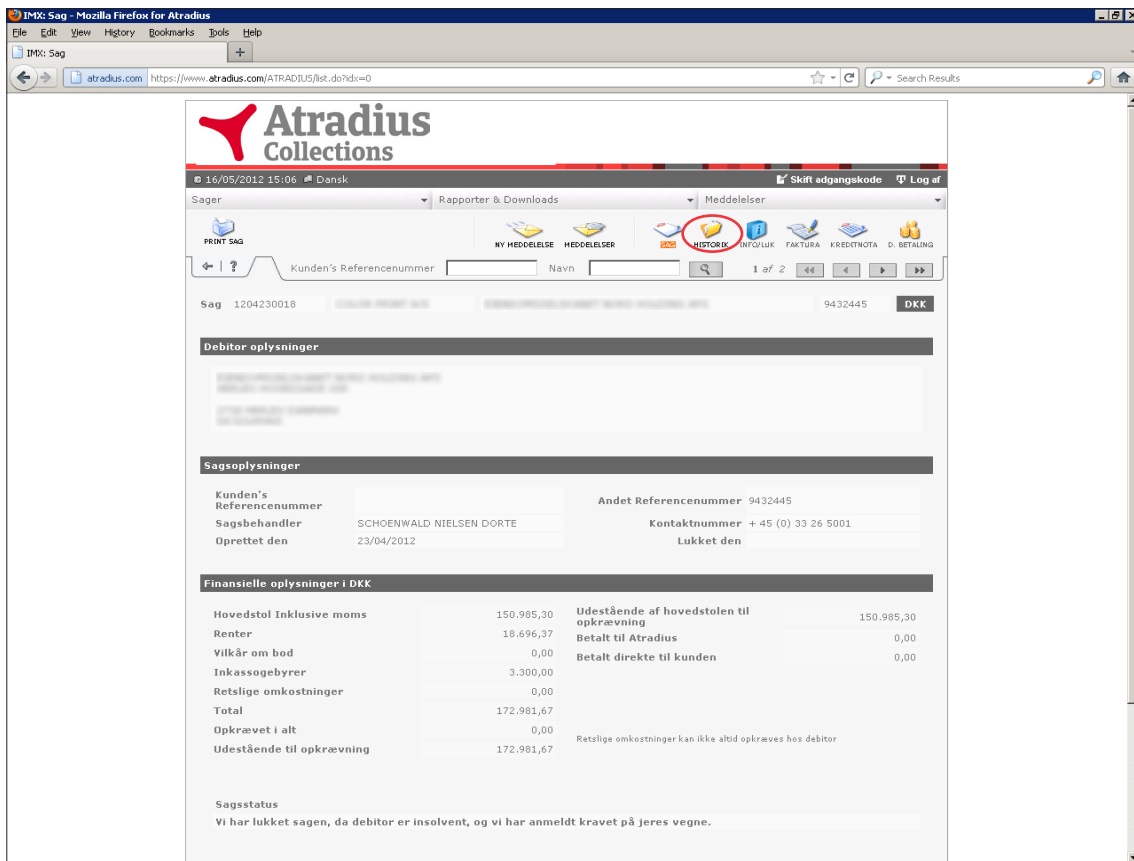 IMX: Sag - Mozilla Firefox for Atradius
File Edit View History Bookmarks Tools Help
IMX: Sag
atradius.com https://www.atradius.com/ATRADIUS/list.do?idx=0 Search Results
Atradius
Collections
16/05/2012 15:06 Dansk Skift adgangskode Log af
Sager Rapporter & Downloads Meddelelser
PRINT SAG NY MEDDELELSE MEDDELELSER SAG HISTORIK INFO/LUK FAKTURA KREDITNOTA D. BETALING
? Kunden's Referencenummer Navn 1 af 2
Sag 1204230018 9432445 DKK
Debitor oplysninger
Sagsoplysninger
Kunden's Referencenummer Andet Referencenummer 9432445
Sagsbehandler SCHOENWALD NIELSEN DORTE Kontaktnummer + 45 (0) 33 26 5001
Oprettet den 23/04/2012 Lukket den
Finansielle oplysninger i DKK
Hovedstol Inklusive moms 150.985,30 Udestående af hovedstolen til opkrævning 150.985,30
Renter 18.696,37 Betalt til Atradius 0,00
Vilkår om bod 0,00 Betalt direkte til kunden 0,00
Inkassogebyrer 3.300,00
Retslige omkostninger 0,00
Total 172.981,67
Opkrævet i alt 0,00 Retslige omkostninger kan ikke altid opkræves hos debitor
Udestående til opkrævning 172.981,67
Sagsstatus
Vi har lukket sagen, da debitor er insolvent, og vi har anmeldt kravet på jeres vegne.